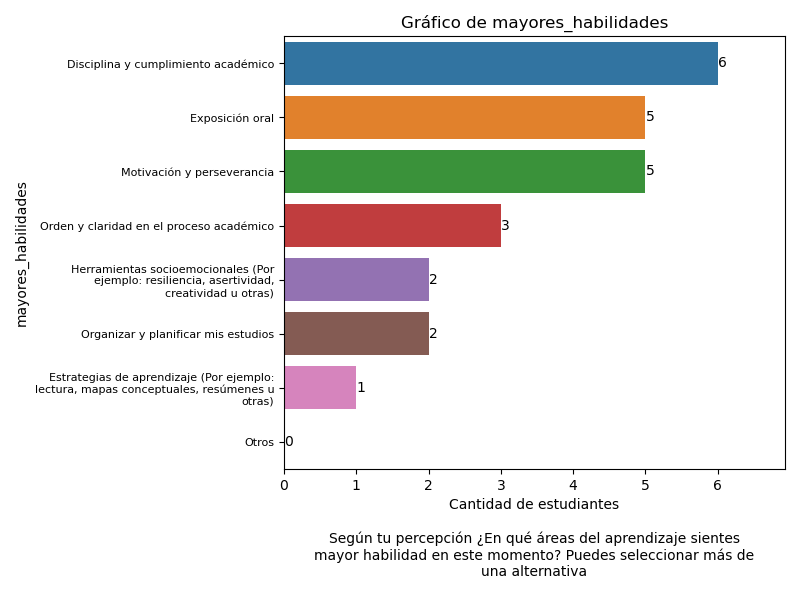 Gráfico de mayores_habilidades
mayores_habilidades
Disciplina y cumplimiento académico
6
Exposición oral
5
Motivación y perseverancia
5
Orden y claridad en el proceso académico
3
Herramientas socioemocionales (Por
ejemplo: resiliencia, asertividad,
creatividad u otras)
2
Organizar y planificar mis estudios
2
Estrategias de aprendizaje (Por ejemplo:
lectura, mapas conceptuales, resúmenes u
otras)
1
Otros
0
0 1 2 3 4 5 6
Cantidad de estudiantes
Según tu percepción ¿En qué áreas del aprendizaje sientes
mayor habilidad en este momento? Puedes seleccionar más de
una alternativa